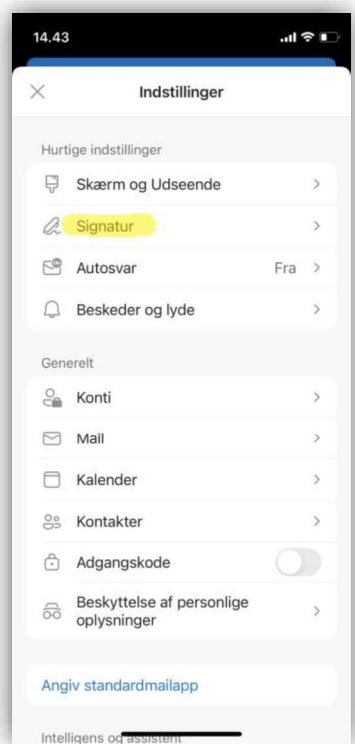 14.43
Indstillinger
Hurtige indstillinger
Skærm og Udseende
Signatur
Autosvar Fra
Beskeder og lyde
Generelt
Konti
Mail
Kalender
Kontakter
Adgangskode
Beskyttelse af personlige
oplysninger
Angiv standardmailapp
Intelligens og assistent